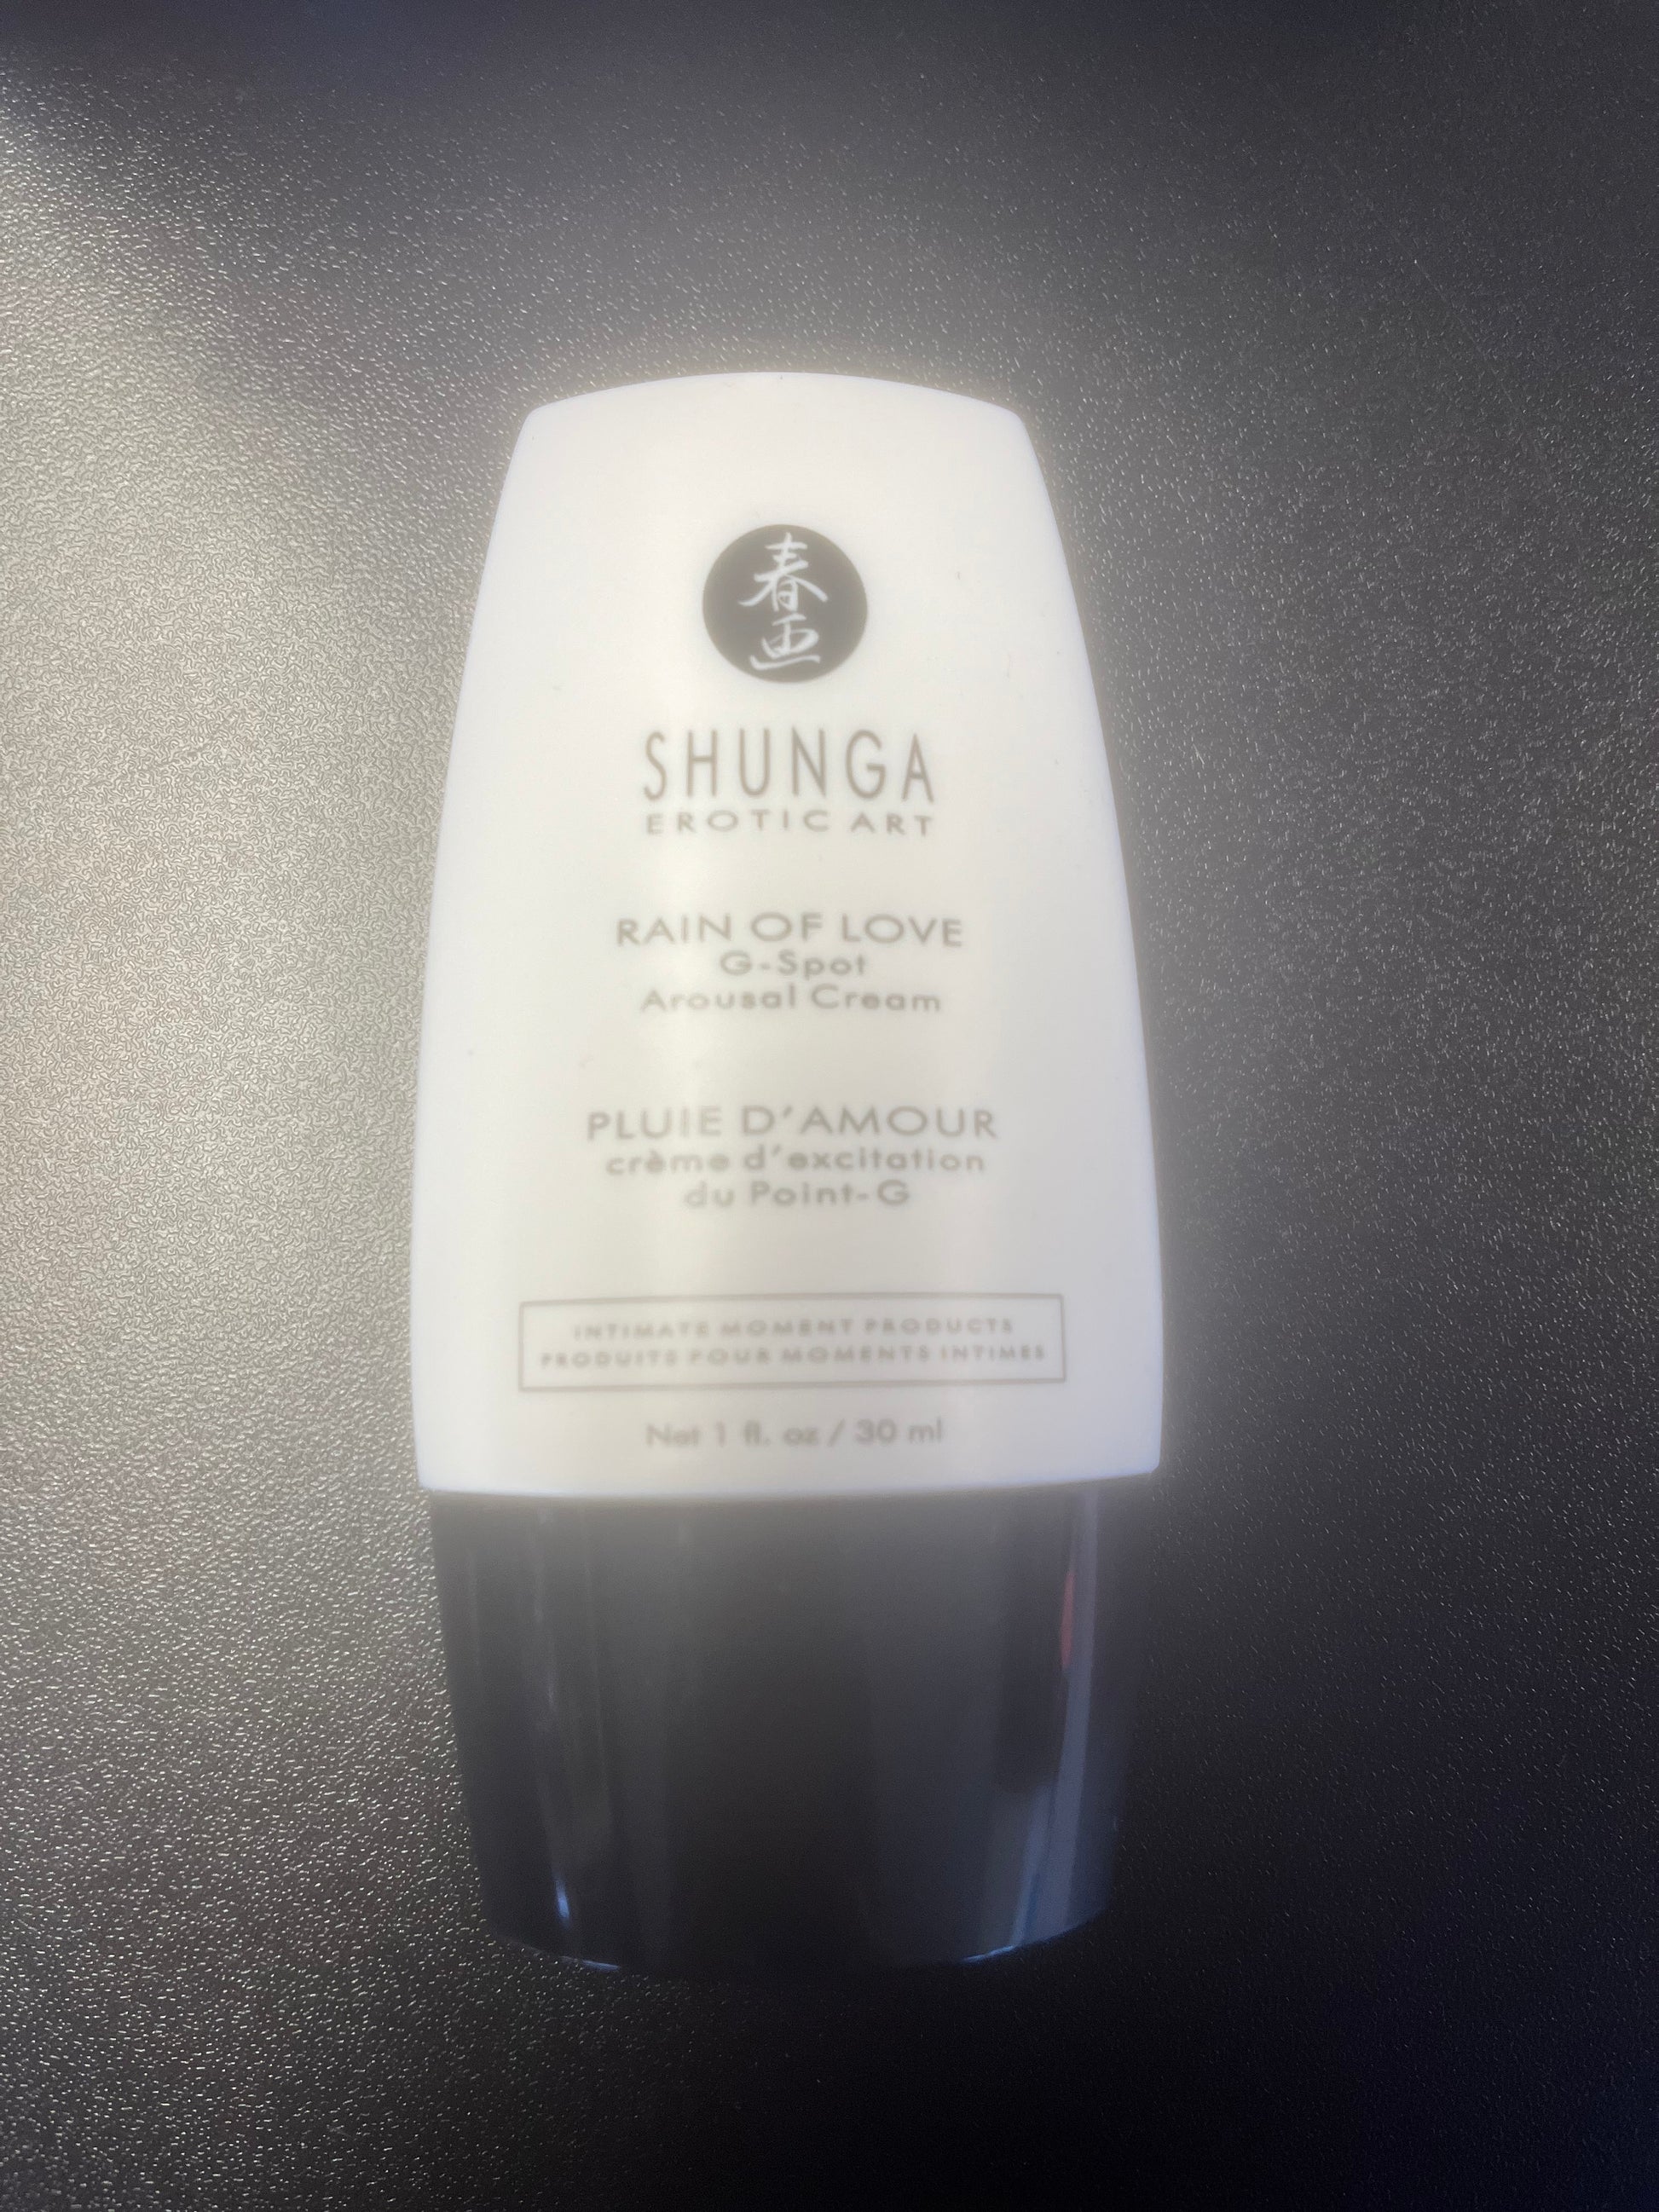 春
画
SHUNGA
EROTIC ART
RAIN OF LOVE
G-Spot
Arousal Cream
PLUIE D'AMOUR
crème d'excitation
du Point-G
INTIMATE MOMENT PRODUCTS
PRODUITS POUR MOMENTS INTIMES
Net 1 fl. oz / 30 ml